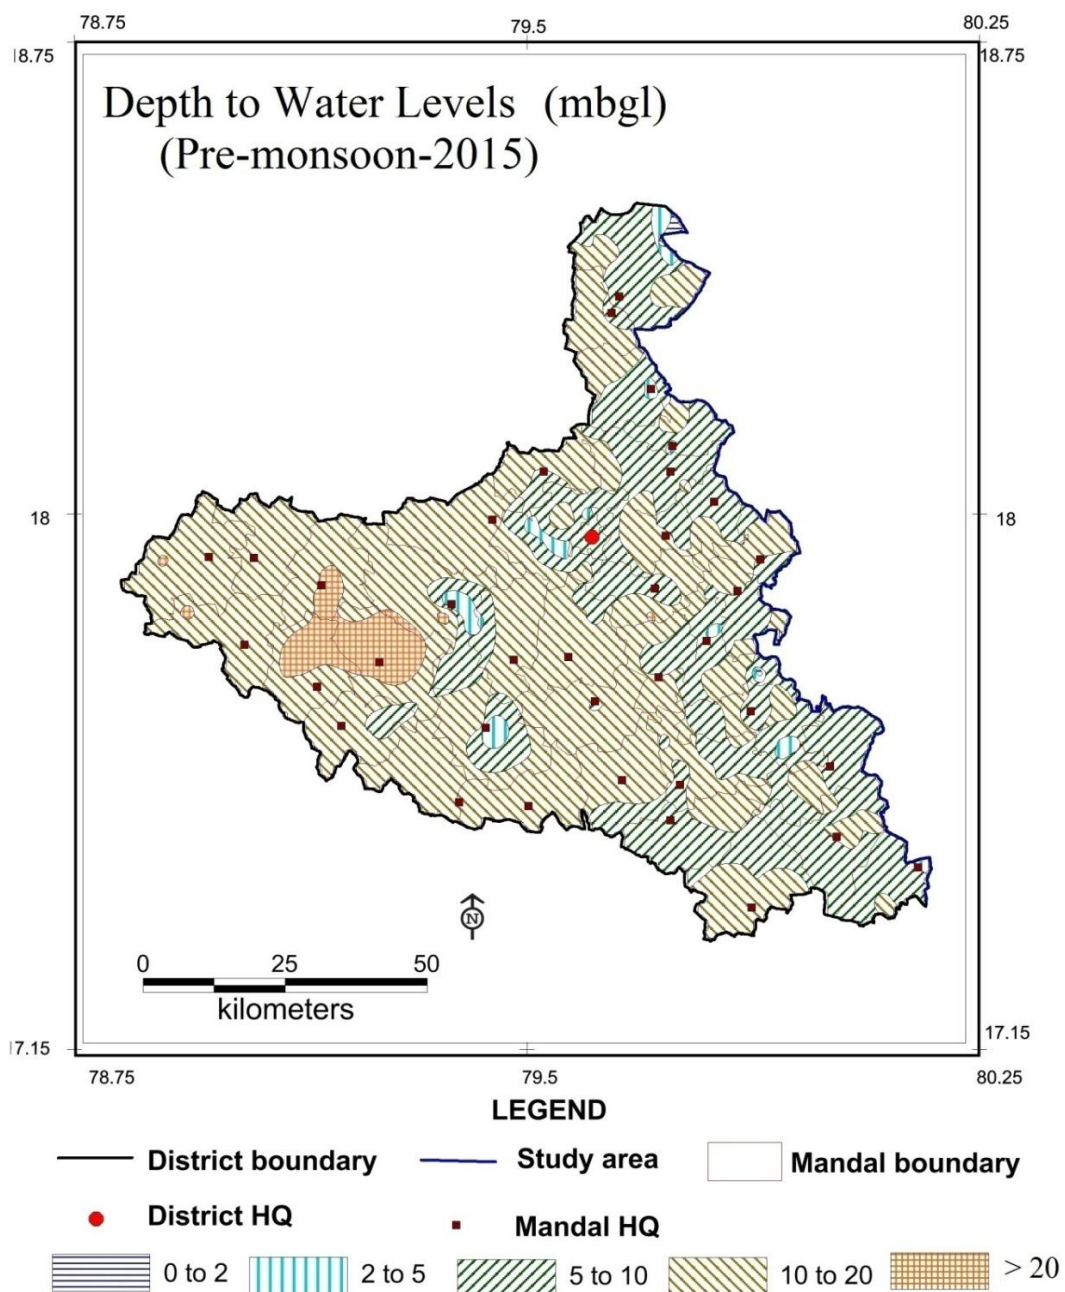 78.75 79.5 80.25
18.75 18.75
Depth to Water Levels (mbgl)
(Pre-monsoon-2015)
18 18
N
0 25 50
kilometers
17.15 17.15
78.75 79.5 80.25
LEGEND
District boundary Study area Mandal boundary
District HQ Mandal HQ
0 to 2 2 to 5 5 to 10 10 to 20 > 20